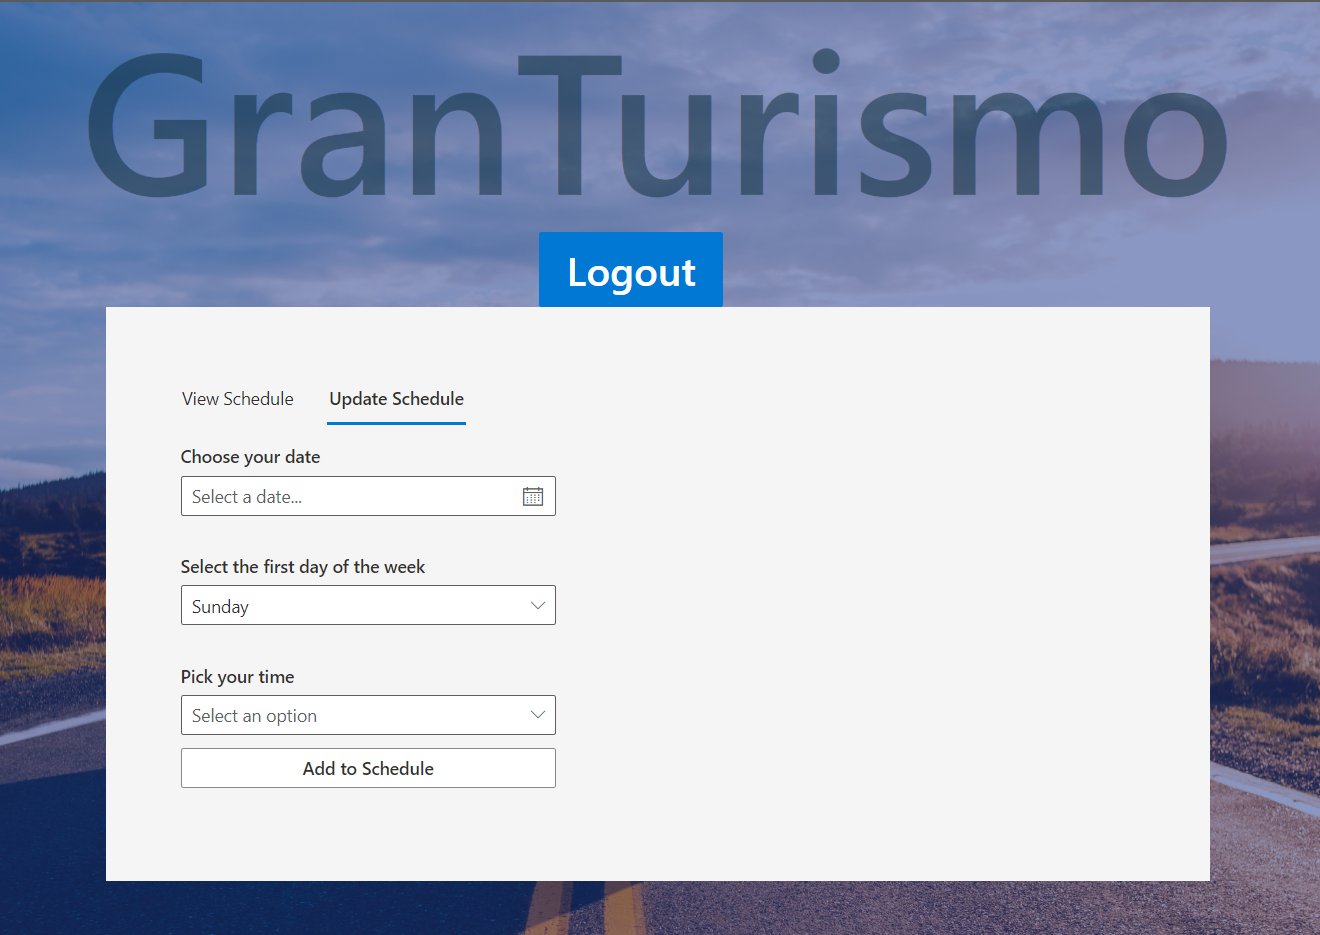 GranTurismo
Logout
View Schedule Update Schedule
Choose your date
Select a date...
Select the first day of the week
Sunday
Pick your time
Select an option
Add to Schedule